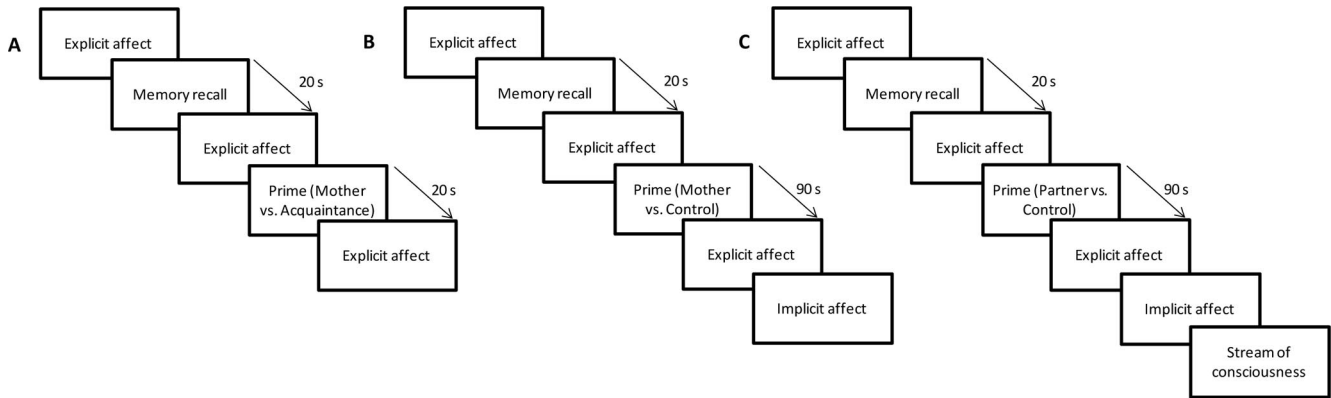 A
Explicit affect
Memory recall
20 s
Explicit affect
Prime (Mother
vs. Acquaintance)
20 s
Explicit affect
B
Explicit affect
Memory recall
20 s
Explicit affect
Prime (Mother
vs. Control)
90 s
Explicit affect
Implicit affect
C
Explicit affect
Memory recall
20 s
Explicit affect
Prime (Partner vs.
Control)
90 s
Explicit affect
Implicit affect
Stream of
consciousness